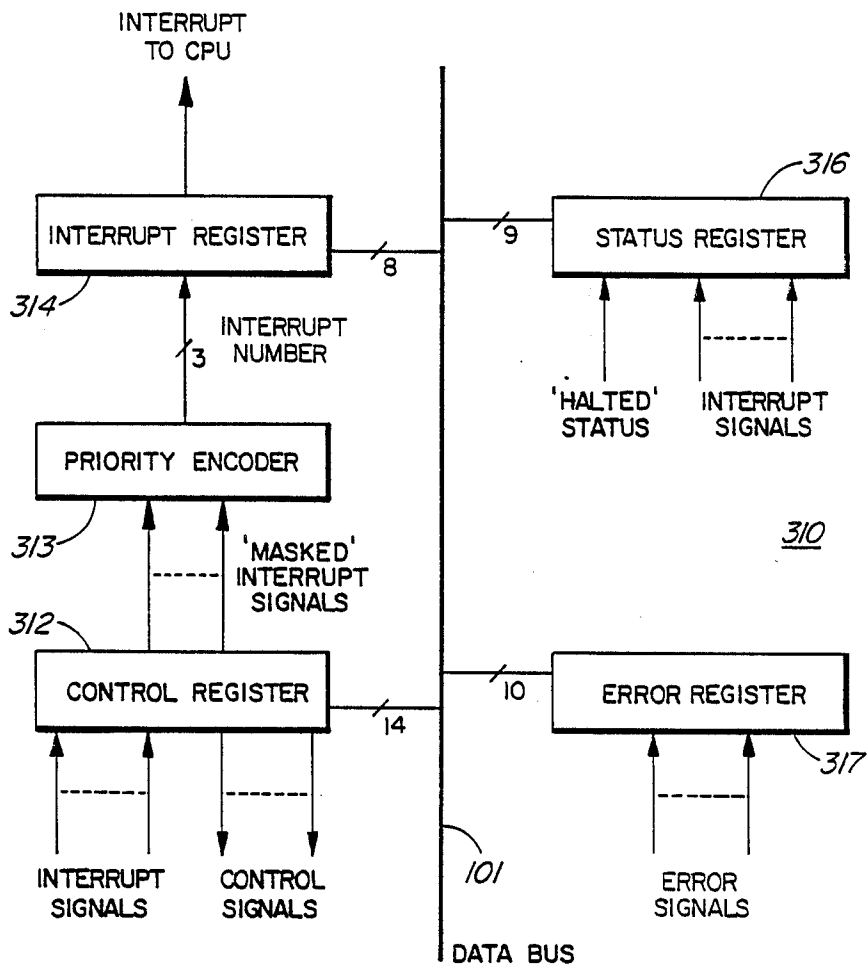 INTERRUPT
TO CPU
316
INTERRUPT REGISTER
8
9
STATUS REGISTER
314
INTERRUPT
NUMBER
3
'HALTED'
STATUS
INTERRUPT
SIGNALS
PRIORITY ENCODER
313
310
'MASKED'
INTERRUPT
SIGNALS
312
CONTROL REGISTER
14
10
ERROR REGISTER
317
INTERRUPT
SIGNALS
CONTROL
SIGNALS
101
ERROR
SIGNALS
DATA BUS